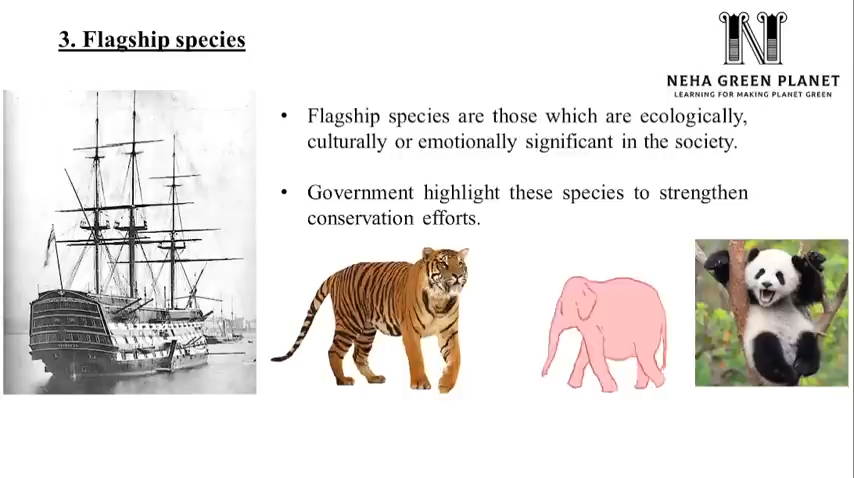 3. Flagship species
N
NEHA GREEN PLANET
LEARNING FOR MAKING PLANET GREEN
• Flagship species are those which are ecologically,
culturally or emotionally significant in the society.
• Government highlight these species to strengthen
conservation efforts.